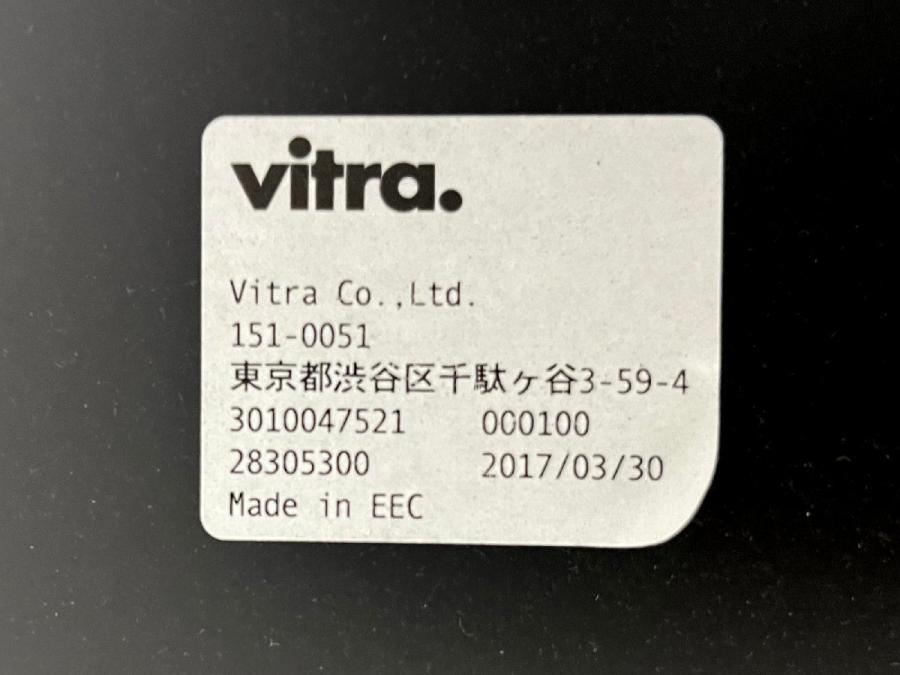 vitra.
Vitra Co.,Ltd.
151-0051
東京都渋谷区千駄ヶ谷3-59-4
3010047521 000100
28305300 2017/03/30
Made in EEC